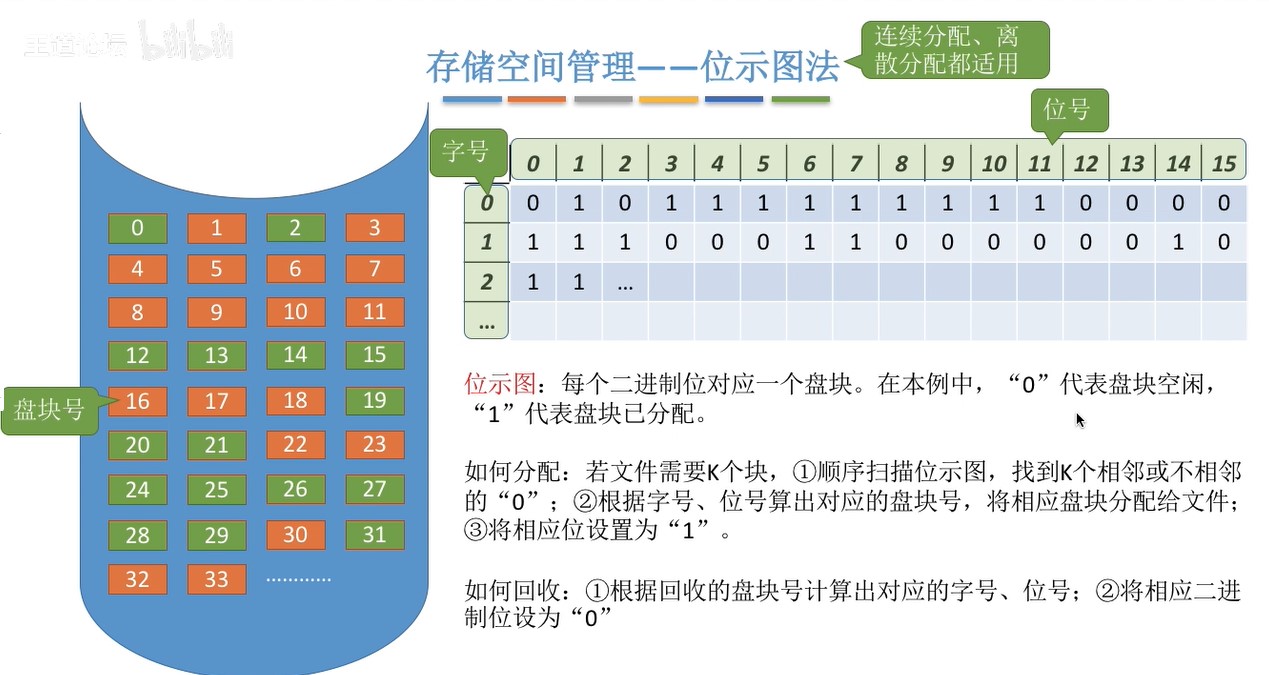 王道论坛 bilibili
存储空间管理——位示图法
连续分配、离
散分配都适用
位号
字号
0 1 2 3 4 5 6 7 8 9 10 11 12 13 14 15
0 0 1 0 1 1 1 1 1 1 1 1 1 0 0 0 0
1 1 1 1 0 0 0 1 1 0 0 0 0 0 0 1 0
2 1 1 …
…
0 1 2 3
4 5 6 7
8 9 10 11
12 13 14 15
盘块号
16 17 18 19
20 21 22 23
24 25 26 27
28 29 30 31
32 33 …………
位示图：每个二进制位对应一个盘块。在本例中，“0”代表盘块空闲，
“1”代表盘块已分配。
如何分配：若文件需要K个块，①顺序扫描位示图，找到K个相邻或不相邻
的“0”；②根据字号、位号算出对应的盘块号，将相应盘块分配给文件；
③将相应位设置为“1”。
如何回收：①根据回收的盘块号计算出对应的字号、位号；②将相应二进
制位设为“0”